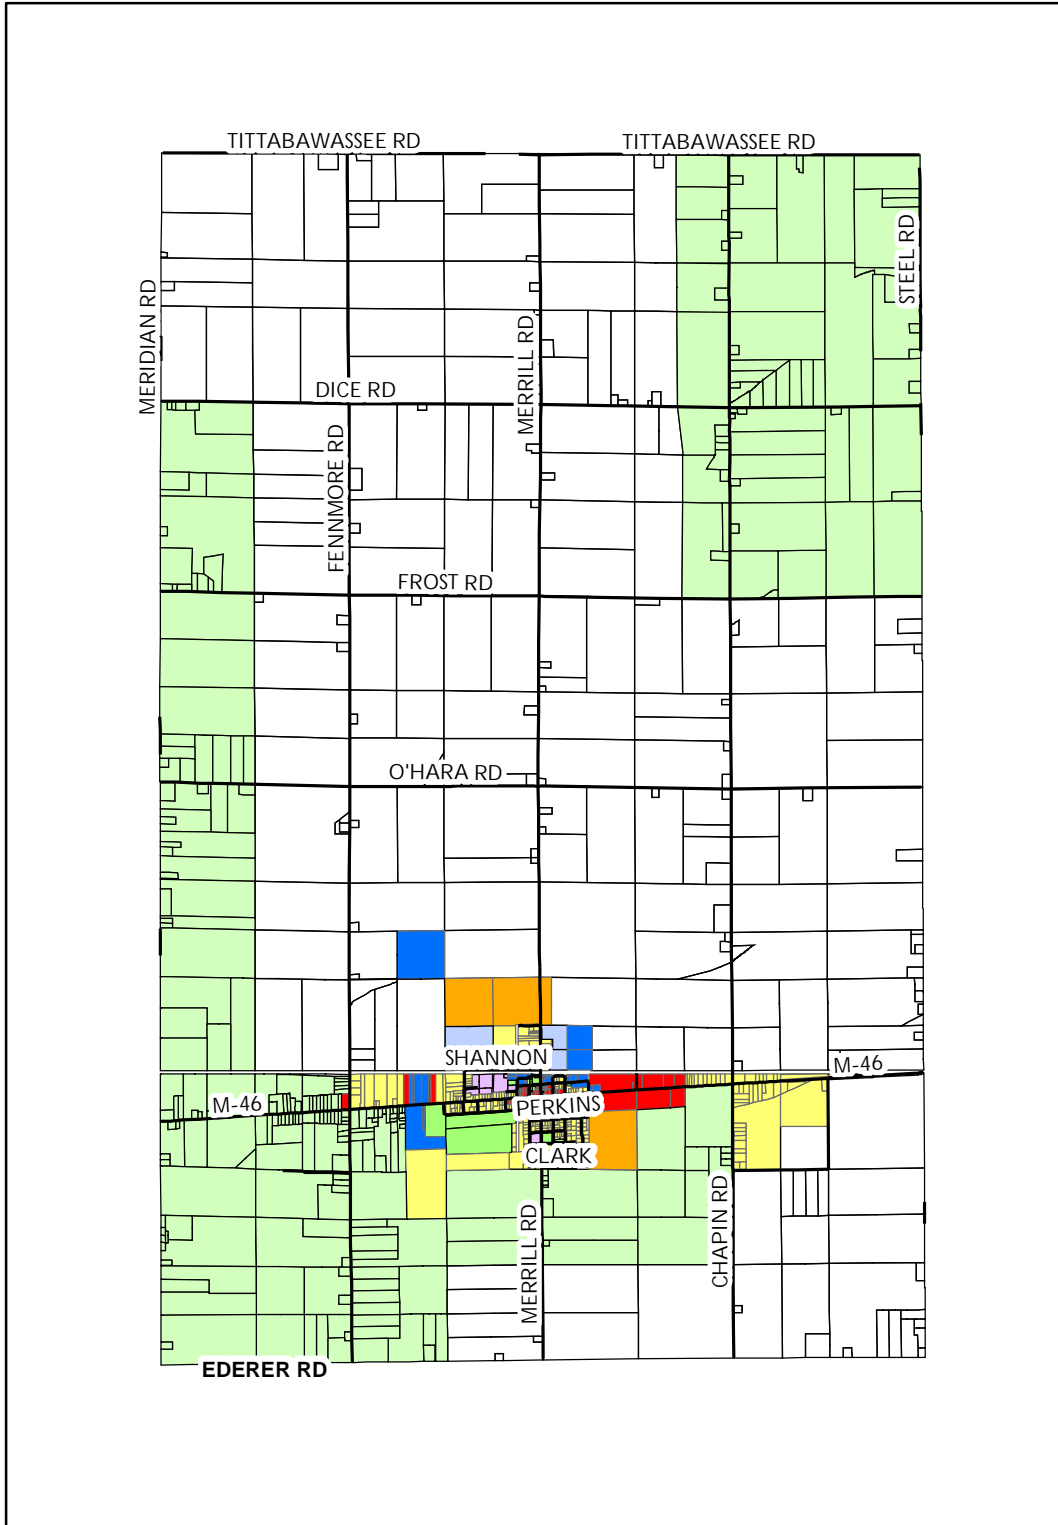 TITTABAWASSEE RD
TITTABAWASSEE RD
STEEL RD
MERIDIAN RD
MERRILL RD
DICE RD
FENNMORE RD
FROST RD
O'HARA RD
SHANNON
M-46
M-46
PERKINS
CLARK
MERRILL RD
CHAPIN RD
EDERER RD